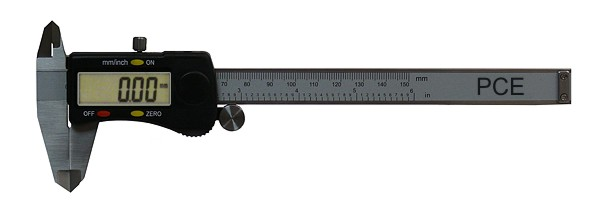 mm/inch ON
0.00 mm
OFF ZERO
70 80 90 100 110 120 130 140 150 mm
3 4 5 6 in
PCE